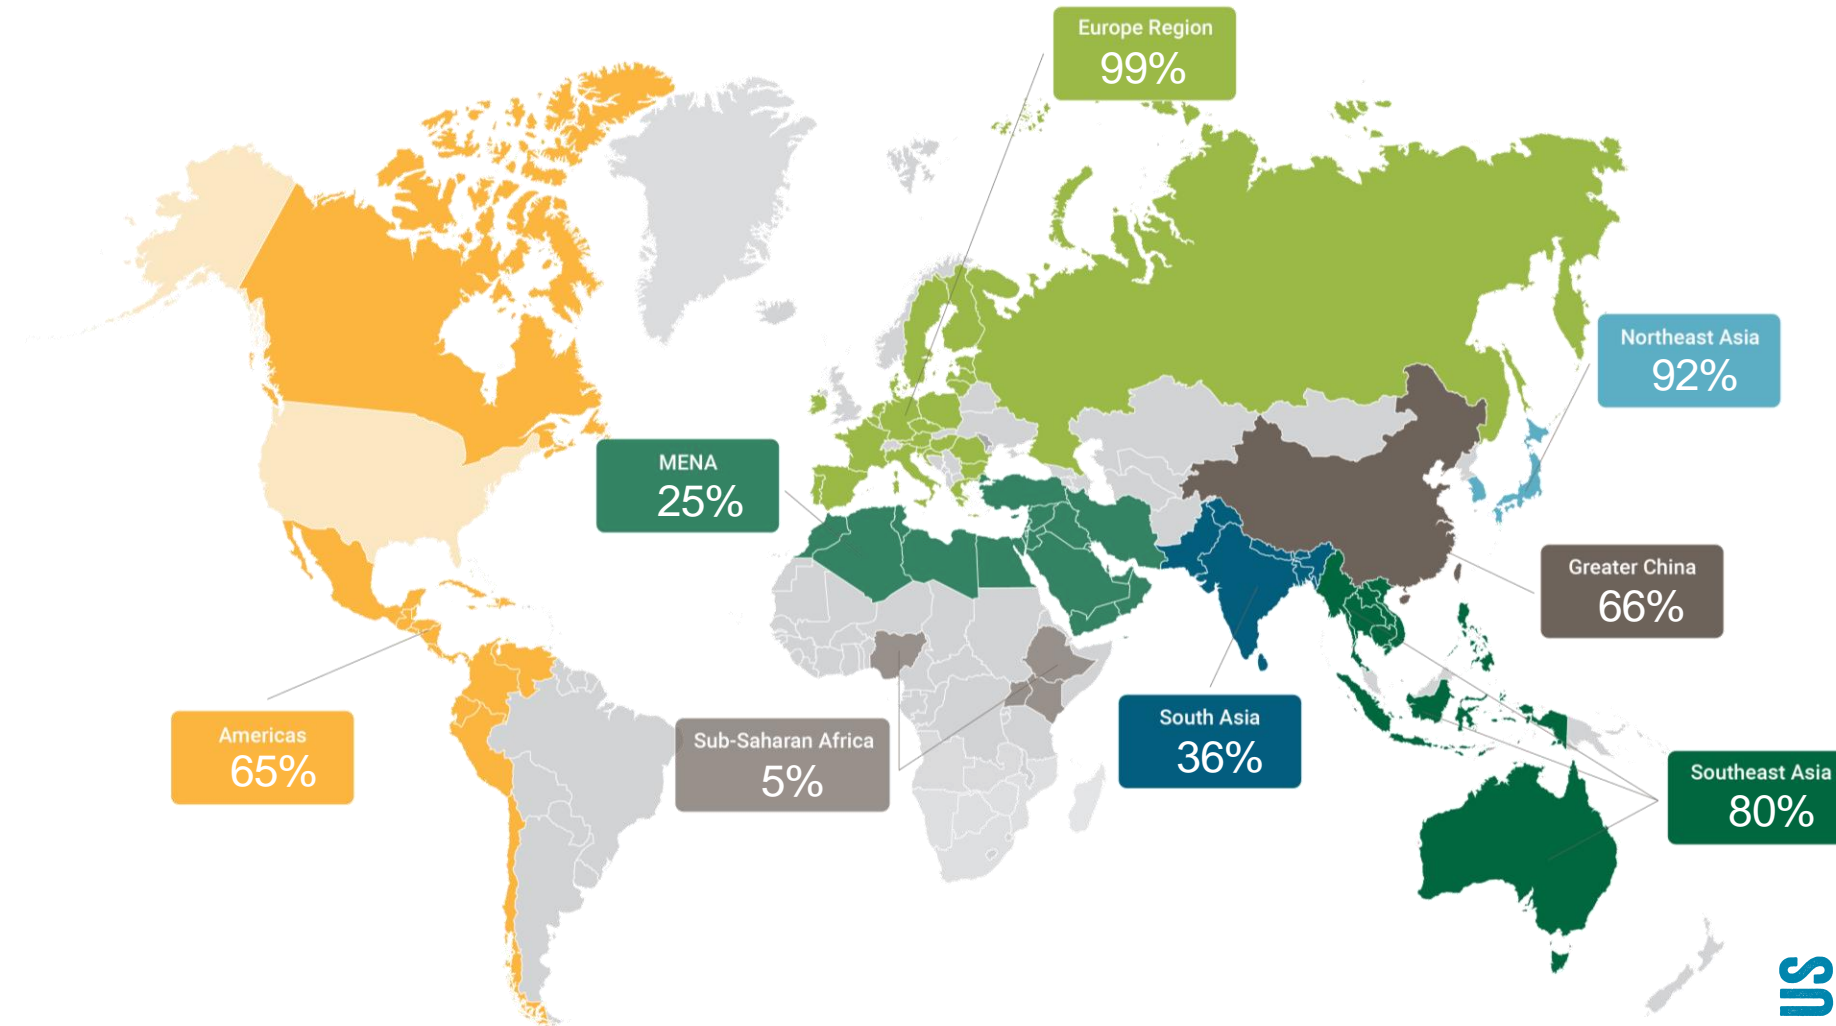 Europe Region
99%
Northeast Asia
92%
MENA
25%
Greater China
66%
Americas
65%
Sub-Saharan Africa
5%
South Asia
36%
Southeast Asia
80%
US